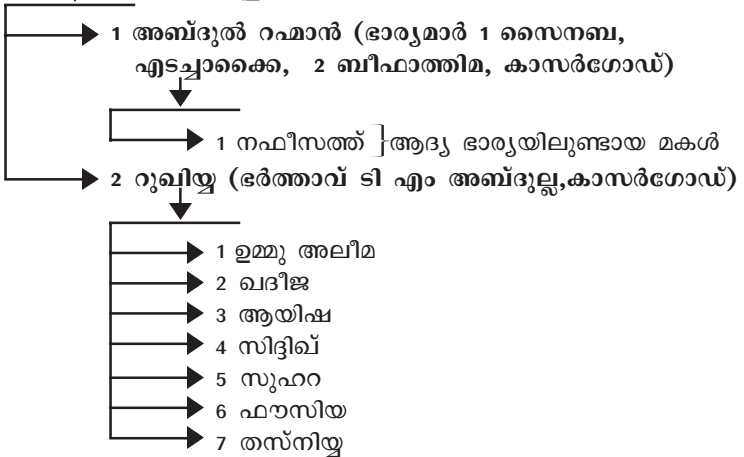 1 അബ്ദുൽ റഹ്മാൻ (ഭാര്യമാർ 1 സൈനബ,
എടച്ചാക്കൈ, 2 ബീഫാത്തിമ, കാസർഗോഡ്)
1 നഫീസത്ത് }ആദ്യ ഭാര്യയിലുണ്ടായ മകൾ
2 റുഖിയ്യ (ഭർത്താവ് ടി എം അബ്ദുല്ല,കാസർഗോഡ്)
1 ഉമ്മു അലീമ
2 ഖദീജ
3 ആയിഷ
4 സിദ്ദിഖ്
5 സുഹറ
6 ഫൗസിയ
7 തസ്നിയ്യ